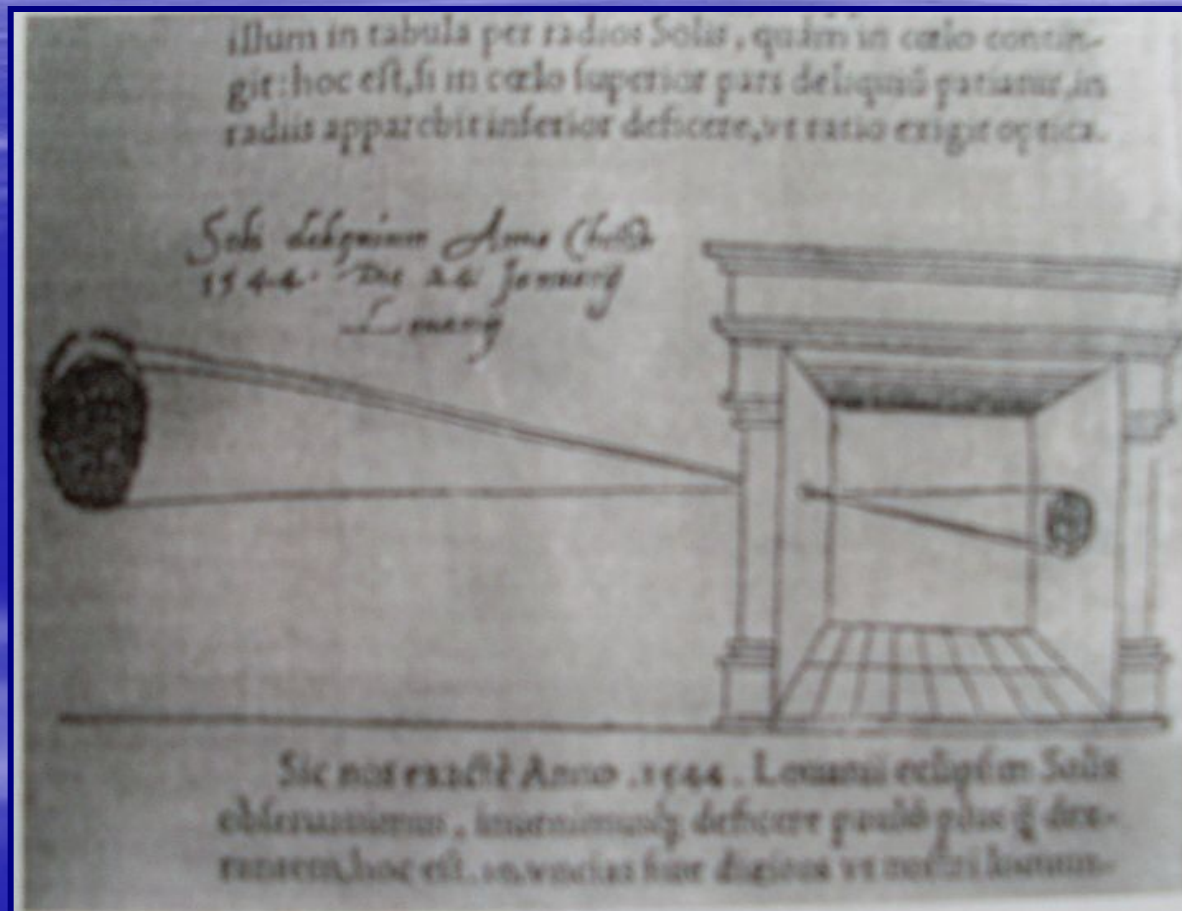 illum in tabula per radios Solis, quàm in cœlo contin-
git: hoc eſt, ſi in cœlo ſuperior pars deliquiũ patiatur, in
radiis apparebit inferior deficere, vt ratio exigit optica.
Solis deliquium Anno Christi
1544. Die 24 Januarij
Louanij
Sic nos exactè Anno .1544. Louanii eclipſim Solis
obſeruauimus, inuenimusq; deficere paulò plus q̃ dex-
hoc eſt .10. vncias ſiue digitos vt noſtri